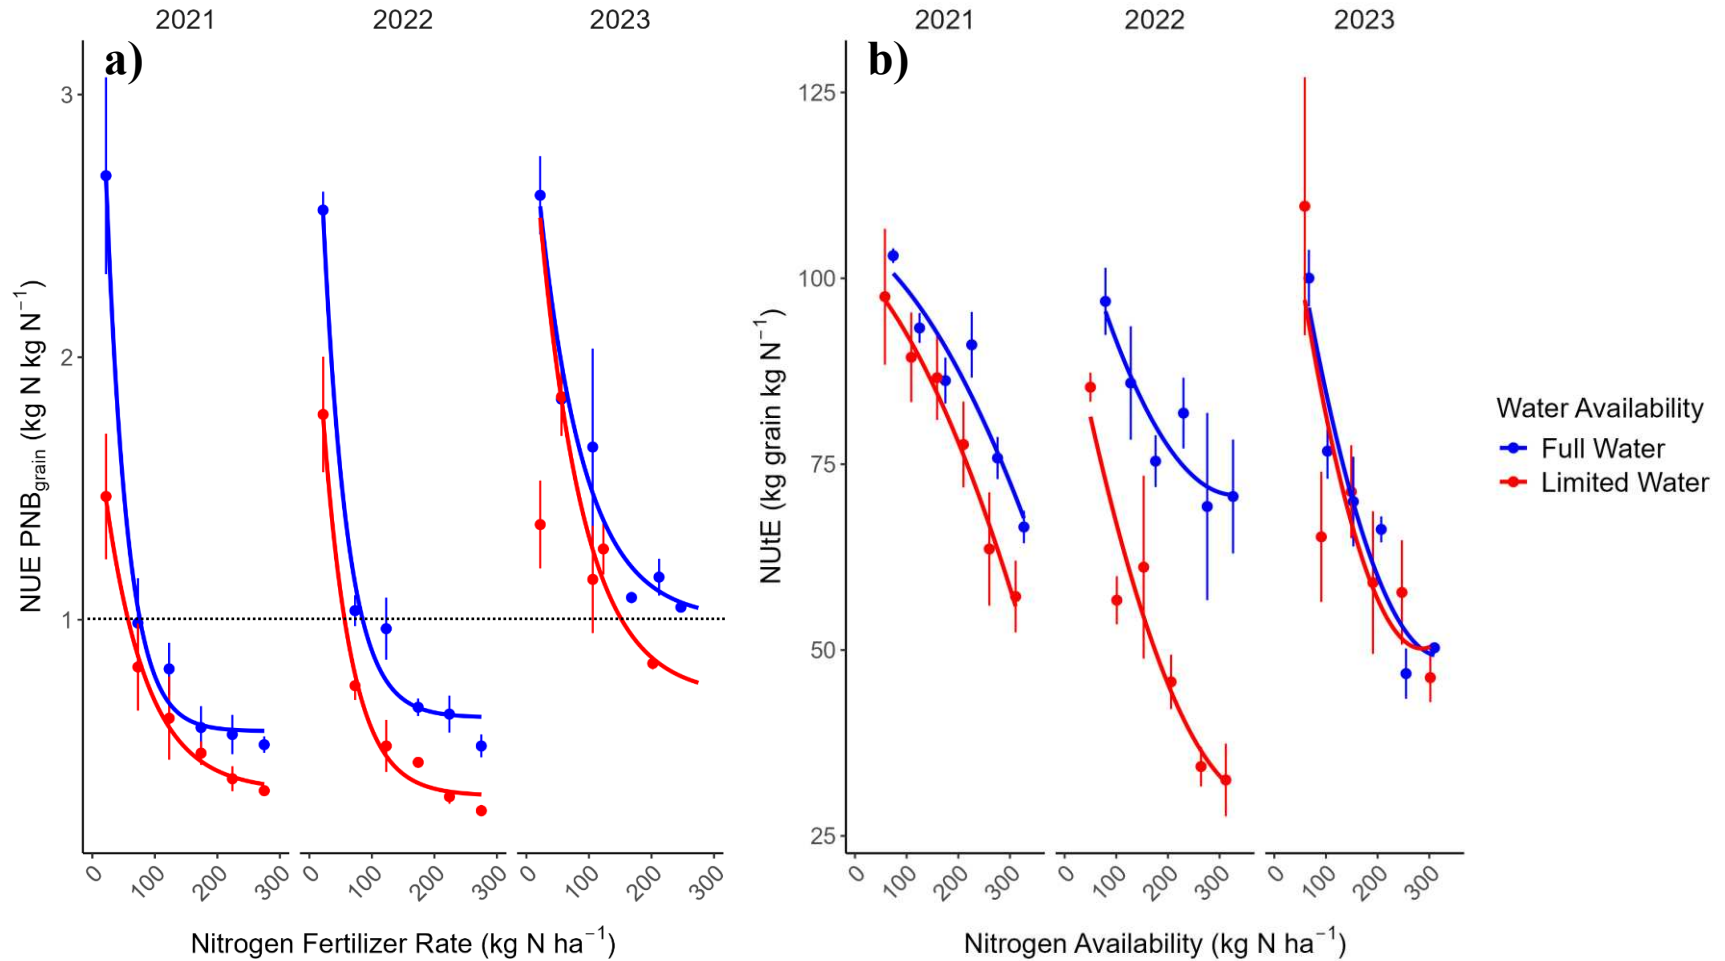 2021 2022 2023
a)
NUE PNBgrain (kg N kg N−1)
3
2
1
0 100 200 300 0 100 200 300 0 100 200 300
Nitrogen Fertilizer Rate (kg N ha−1)
2021 2022 2023
b)
NUtE (kg grain kg N−1)
125
100
75
50
25
0 100 200 300 0 100 200 300 0 100 200 300
Nitrogen Availability (kg N ha−1)
Water Availability
Full Water
Limited Water